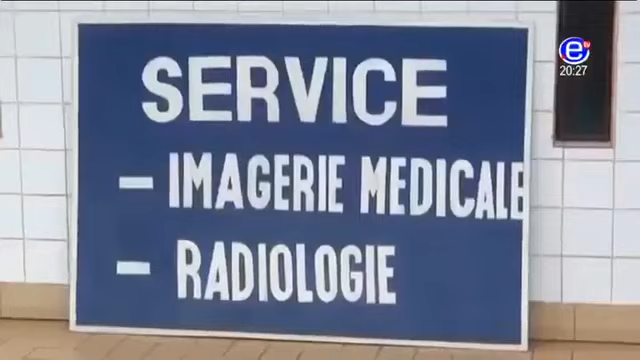 SERVICE
- IMAGERIE MEDICALE
- RADIOLOGIE
e
20:27